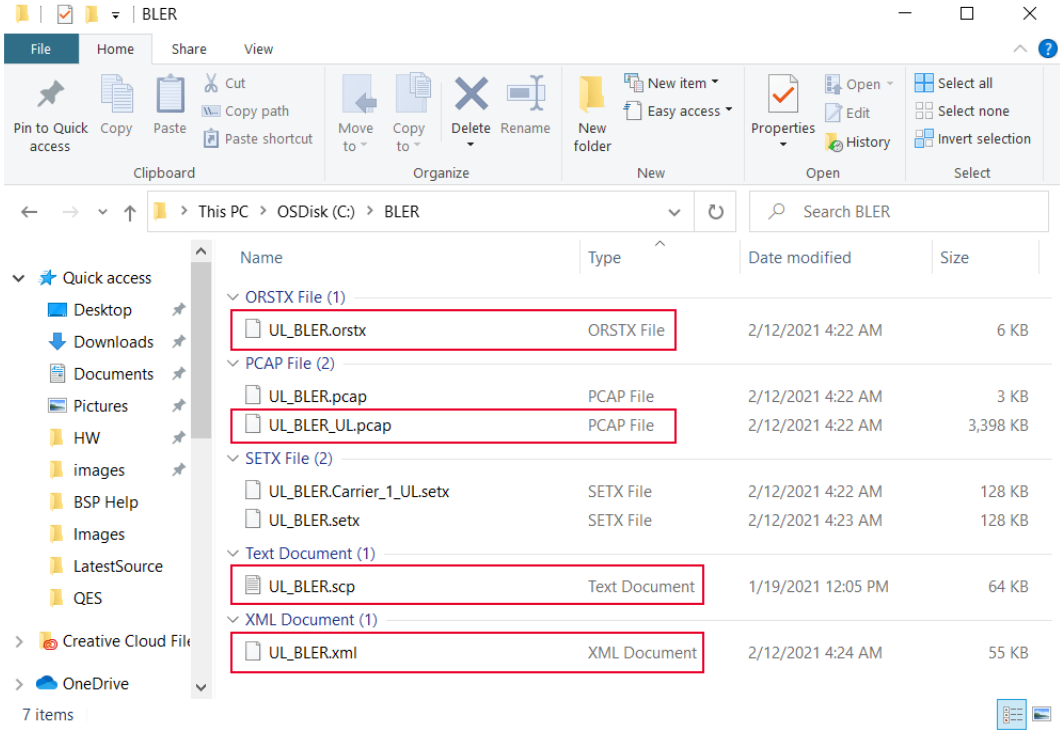 BLER
File Home Share View
Pin to Quick access
Copy
Paste
Cut
Copy path
Paste shortcut
Clipboard
Move to
Copy to
Delete
Rename
Organize
New folder
New item
Easy access
New
Properties
Open
Edit
History
Open
Select all
Select none
Invert selection
Select
This PC > OSDisk (C:) > BLER
Search BLER
Quick access
Desktop
Downloads
Documents
Pictures
HW
images
BSP Help
Images
LatestSource
QES
Creative Cloud File
OneDrive
Name Type Date modified Size
ORSTX File (1)
UL_BLER.orstx ORSTX File 2/12/2021 4:22 AM 6 KB
PCAP File (2)
UL_BLER.pcap PCAP File 2/12/2021 4:22 AM 3 KB
UL_BLER_UL.pcap PCAP File 2/12/2021 4:22 AM 3,398 KB
SETX File (2)
UL_BLER.Carrier_1_UL.setx SETX File 2/12/2021 4:22 AM 128 KB
UL_BLER.setx SETX File 2/12/2021 4:23 AM 128 KB
Text Document (1)
UL_BLER.scp Text Document 1/19/2021 12:05 PM 64 KB
XML Document (1)
UL_BLER.xml XML Document 2/12/2021 4:24 AM 55 KB
7 items